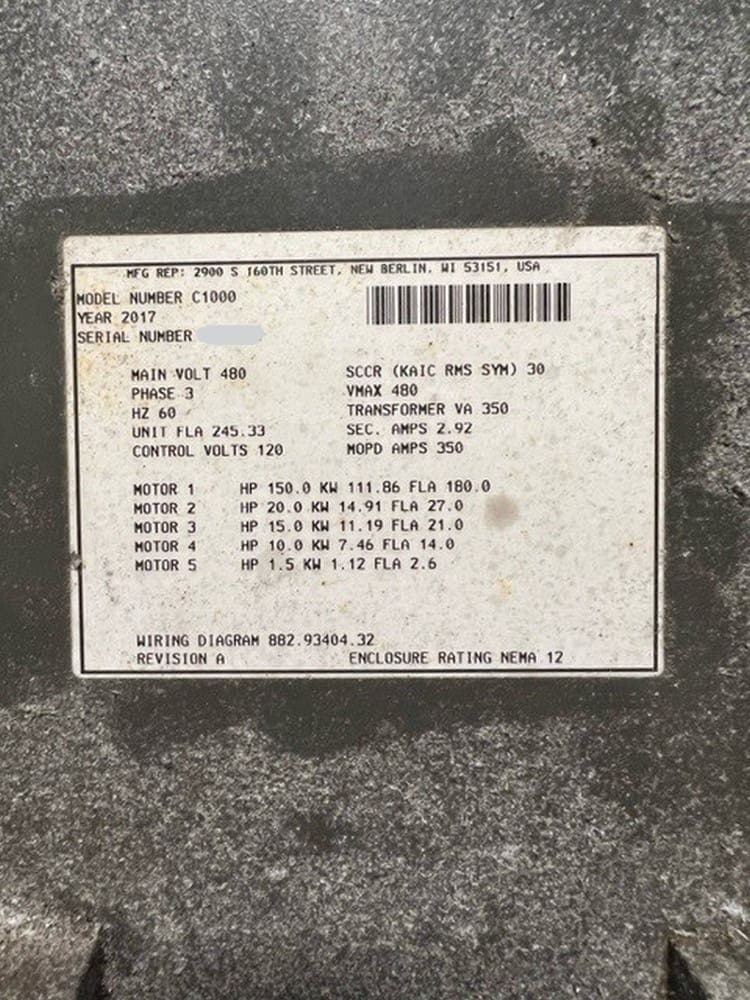 MFG REP: 2900 S 160TH STREET, NEW BERLIN, WI 53151, USA
MODEL NUMBER C1000
YEAR 2017
SERIAL NUMBER
MAIN VOLT 480 SCCR (KAIC RMS SYM) 30
PHASE 3 VMAX 480
HZ 60 TRANSFORMER VA 350
UNIT FLA 245.33 SEC. AMPS 2.92
CONTROL VOLTS 120 MOPD AMPS 350
MOTOR 1 HP 150.0 KW 111.86 FLA 180.0
MOTOR 2 HP 20.0 KW 14.91 FLA 27.0
MOTOR 3 HP 15.0 KW 11.19 FLA 21.0
MOTOR 4 HP 10.0 KW 7.46 FLA 14.0
MOTOR 5 HP 1.5 KW 1.12 FLA 2.6
WIRING DIAGRAM 882.93404.32
REVISION A ENCLOSURE RATING NEMA 12